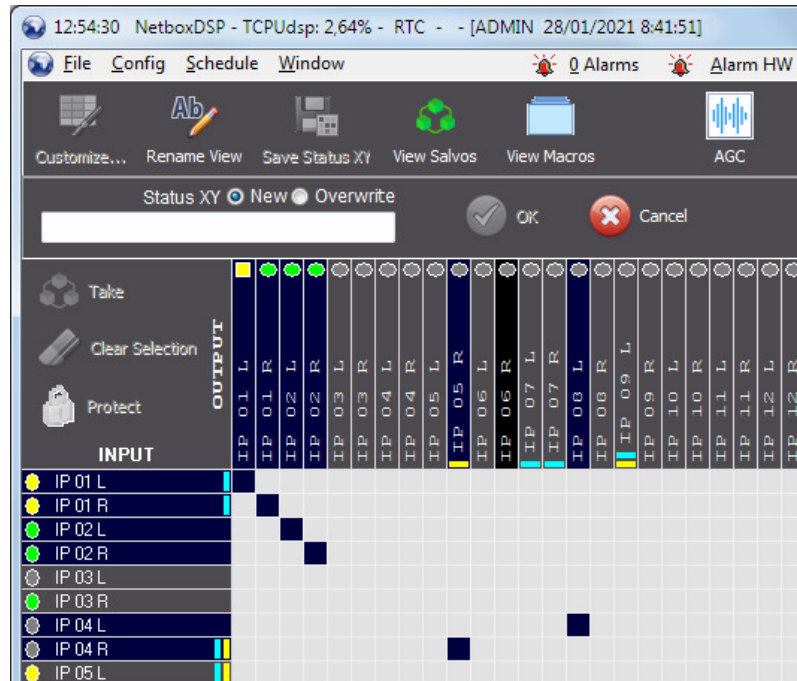 12:54:30 NetboxDSP - TCPUdsp: 2,64% - RTC - - [ADMIN 28/01/2021 8:41:51]
File Config Schedule Window 0 Alarms Alarm HW
Customize... Rename View Save Status XY View Salvos View Macros AGC
Status XY New Overwrite
OK Cancel
Take
Clear Selection
Protect
OUTPUT
INPUT
IP 01 L
IP 01 R
IP 02 L
IP 02 R
IP 03 L
IP 03 R
IP 04 L
IP 04 R
IP 05 L
IP 05 R
IP 06 L
IP 06 R
IP 07 L
IP 07 R
IP 08 L
IP 08 R
IP 09 L
IP 09 R
IP 10 L
IP 10 R
IP 11 L
IP 11 R
IP 12 L
IP 12 R
IP 01 L
IP 01 R
IP 02 L
IP 02 R
IP 03 L
IP 03 R
IP 04 L
IP 04 R
IP 05 L